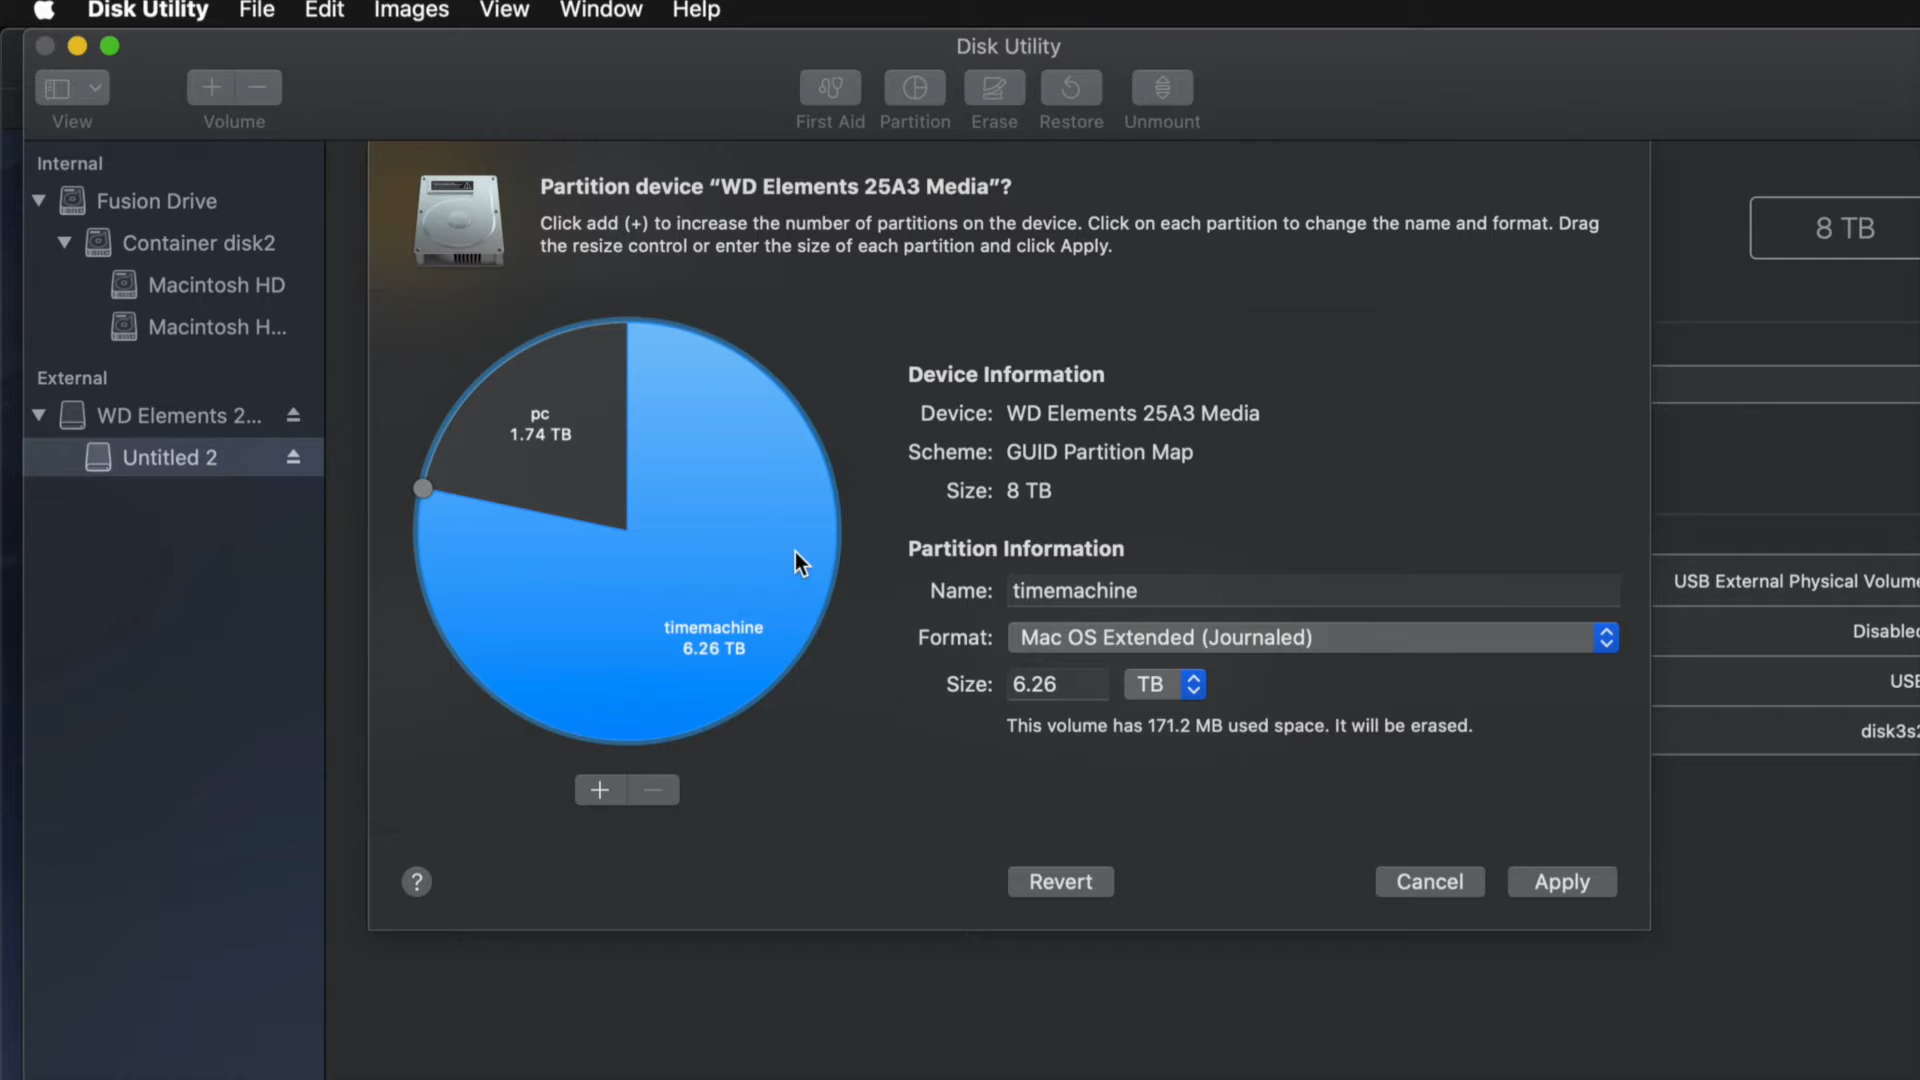 Disk Utility File Edit Images View Window Help
Disk Utility
View
Volume
First Aid Partition Erase Restore Unmount
Internal
Fusion Drive
Container disk2
Macintosh HD
Macintosh H...
External
WD Elements 2...
Untitled 2
Partition device “WD Elements 25A3 Media”?
Click add (+) to increase the number of partitions on the device. Click on each partition to change the name and format. Drag
the resize control or enter the size of each partition and click Apply.
8 TB
pc
1.74 TB
timemachine
6.26 TB
Device Information
Device: WD Elements 25A3 Media
Scheme: GUID Partition Map
Size: 8 TB
Partition Information
Name: timemachine
Format: Mac OS Extended (Journaled)
Size: 6.26 TB
This volume has 171.2 MB used space. It will be erased.
USB External Physical Volume
Disabled
USB
disk3s2
?
Revert Cancel Apply